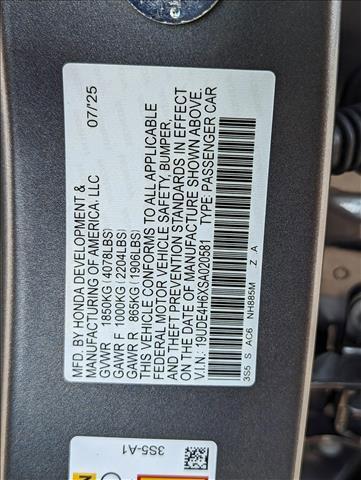 MFD. BY HONDA DEVELOPMENT & 07/25
MANUFACTURING OF AMERICA, LLC
GVWR 1850KG (4078LBS)
GAWR F 1000KG (2204LBS)
GAWR R 865KG (1906LBS)
THIS VEHICLE CONFORMS TO ALL APPLICABLE
FEDERAL MOTOR VEHICLE SAFETY, BUMPER,
AND THEFT PREVENTION STANDARDS IN EFFECT
ON THE DATE OF MANUFACTURE SHOWN ABOVE.
V.I.N.: 19UDE4H6XSA020581 TYPE: PASSENGER CAR
3S5 S AC6 NH885M Z A
3S5-A1